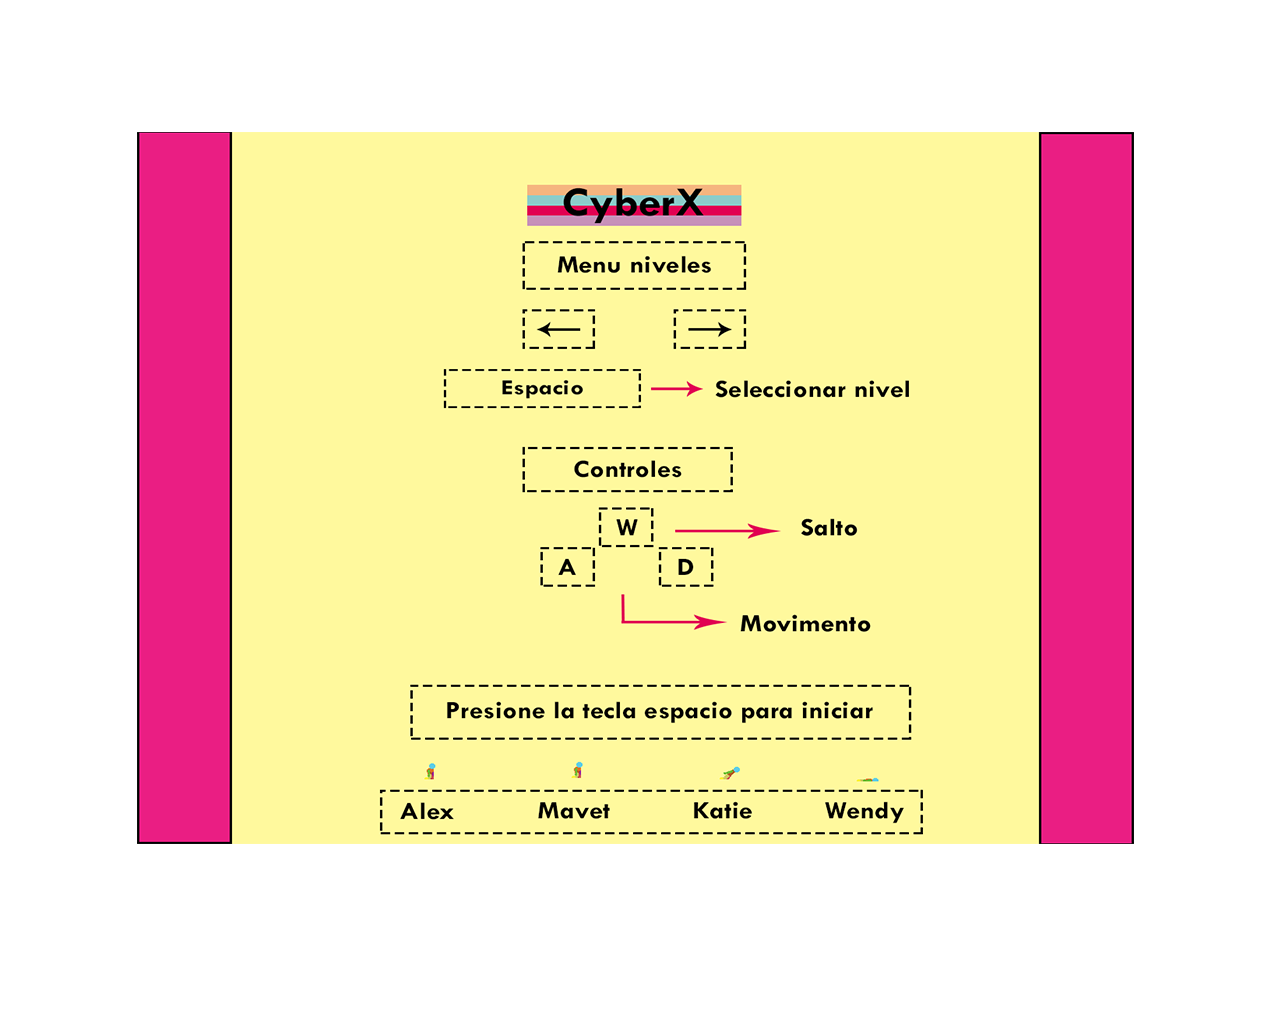 CyberX
Menu niveles
Espacio
Seleccionar nivel
Controles
W
Salto
A
D
Movimento
Presione la tecla espacio para iniciar
Alex
Mavet
Katie
Wendy